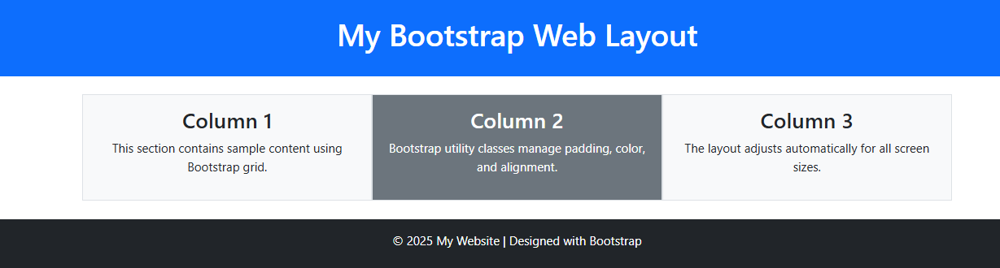 My Bootstrap Web Layout
Column 1
This section contains sample content using
Bootstrap grid.
Column 2
Bootstrap utility classes manage padding, color,
and alignment.
Column 3
The layout adjusts automatically for all screen
sizes.
© 2025 My Website | Designed with Bootstrap